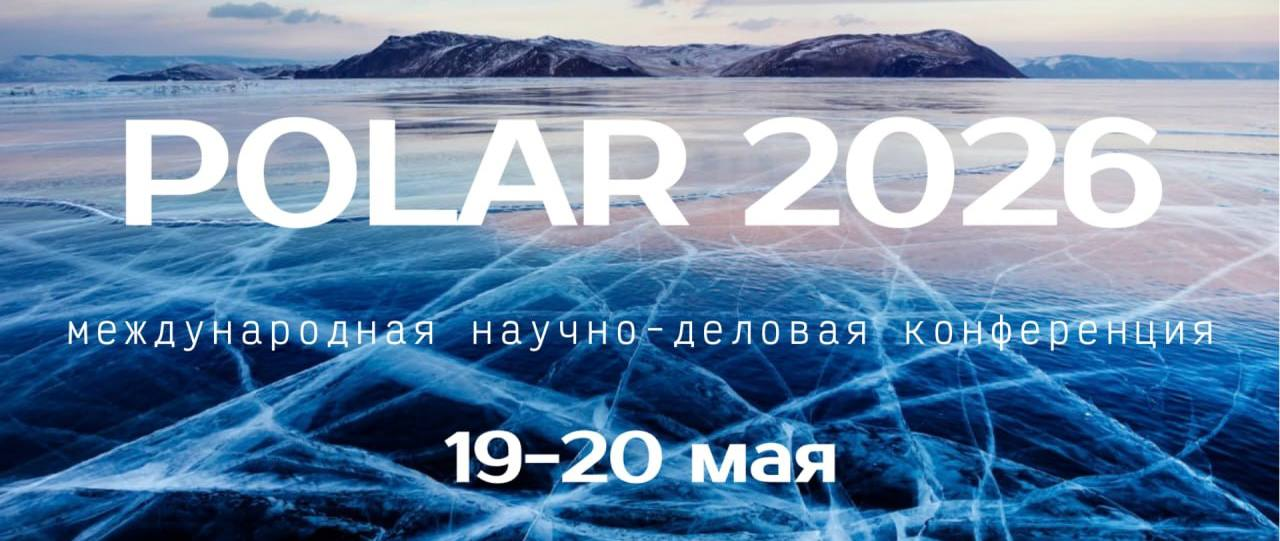 POLAR 2026
международная научно-деловая конференция
19-20 мая